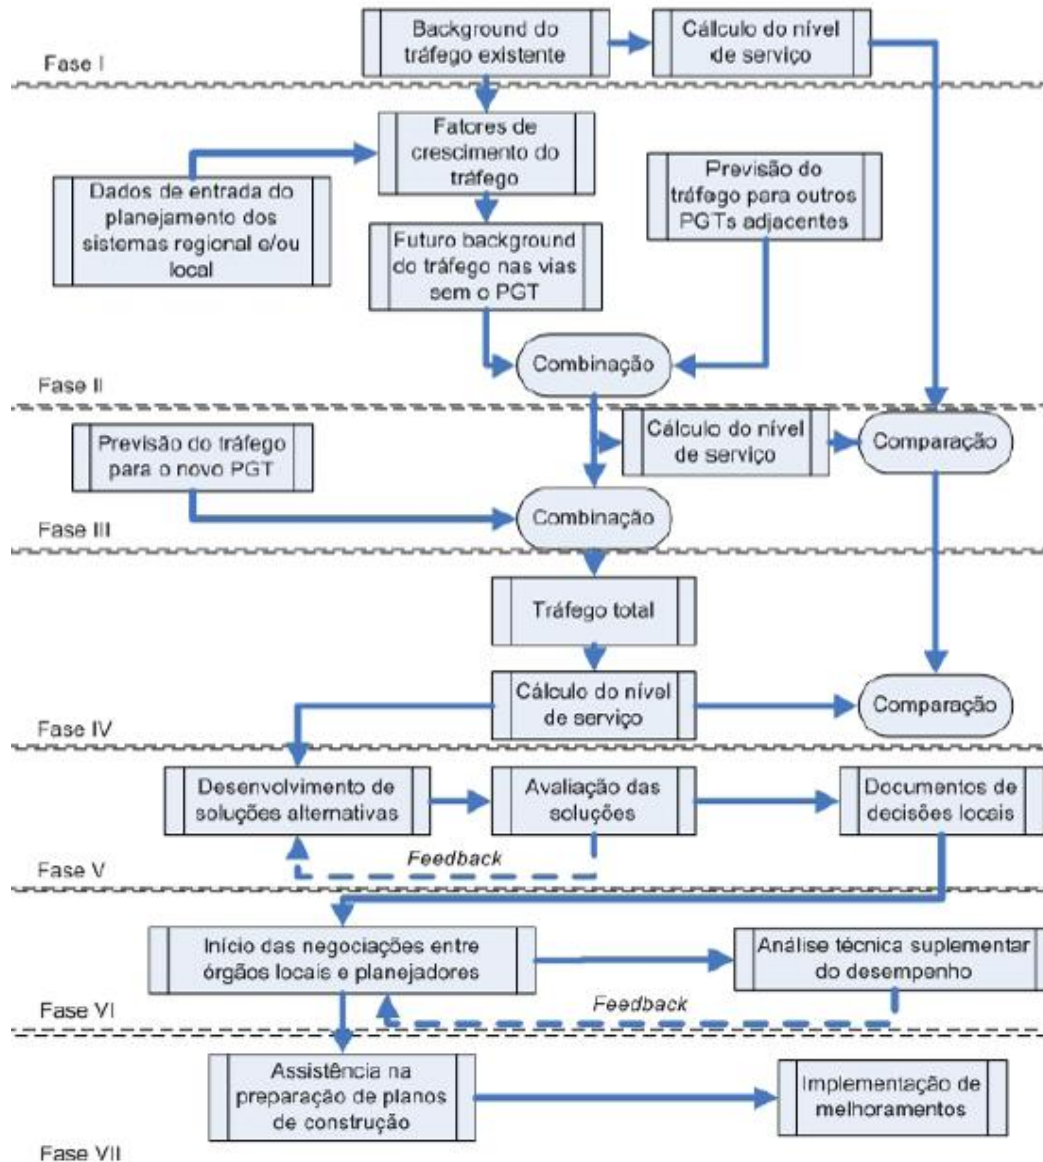 Background do
tráfego existente
Cálculo do nível
de serviço
Fase I
Fatores de
crescimento do
tráfego
Dados de entrada do
planejamento dos
sistemas regional e/ou
local
Previsão do
tráfego para outros
PGTs adjacentes
Futuro background
do tráfego nas vias
sem o PGT
Combinação
Fase II
Previsão do tráfego
para o novo PGT
Cálculo do nível
de serviço
Comparação
Combinação
Fase III
Tráfego total
Cálculo do nível
de serviço
Comparação
Fase IV
Desenvolvimento de
soluções alternativas
Avaliação das
soluções
Documentos de
decisões locais
Feedback
Fase V
Início das negociações entre
órgãos locais e planejadores
Análise técnica suplementar
do desempenho
Feedback
Fase VI
Assistência na
preparação de planos
de construção
Implementação de
melhoramentos
Fase VII